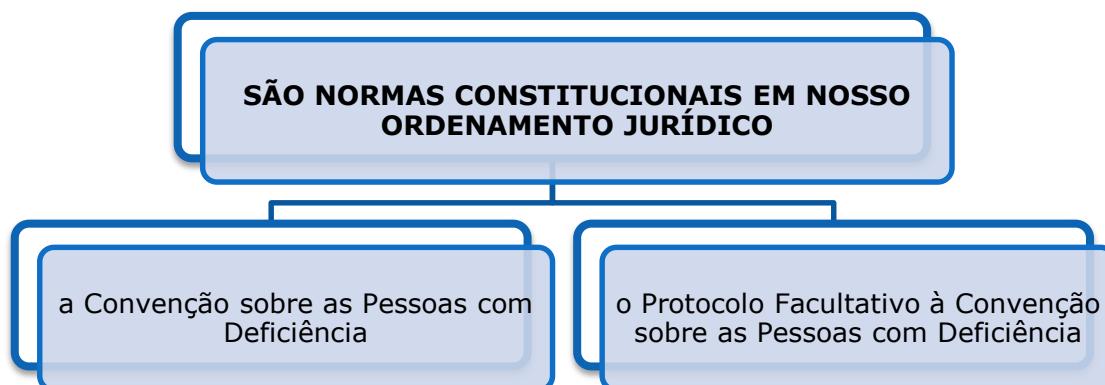 SÃO NORMAS CONSTITUCIONAIS EM NOSSO
ORDENAMENTO JURÍDICO
a Convenção sobre as Pessoas com
Deficiência
o Protocolo Facultativo à Convenção
sobre as Pessoas com Deficiência